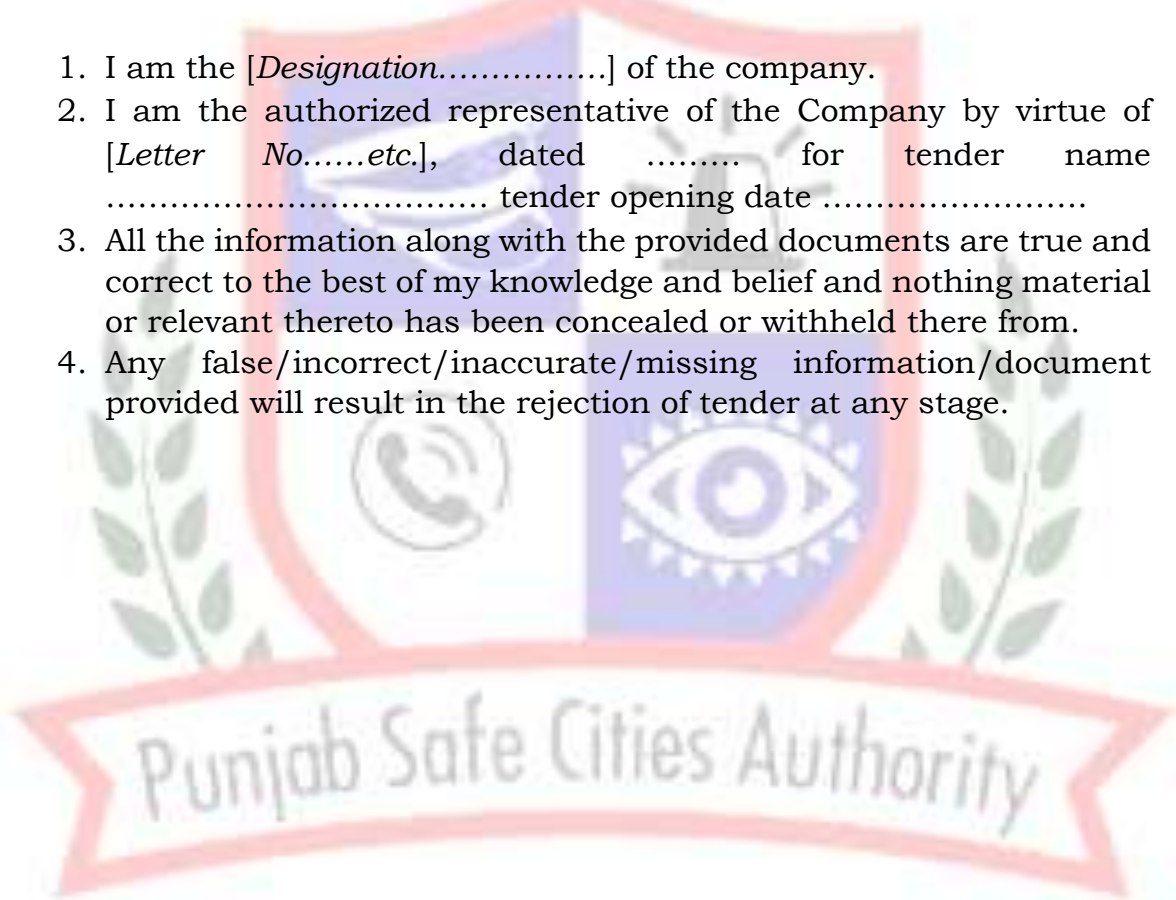 1. I am the [Designation...............] of the company.
2. I am the authorized representative of the Company by virtue of
[Letter No......etc.], dated ......... for tender name
.................................... tender opening date .........................
3. All the information along with the provided documents are true and
correct to the best of my knowledge and belief and nothing material
or relevant thereto has been concealed or withheld there from.
4. Any false/incorrect/inaccurate/missing information/document
provided will result in the rejection of tender at any stage.
Punjab Safe Cities Authority